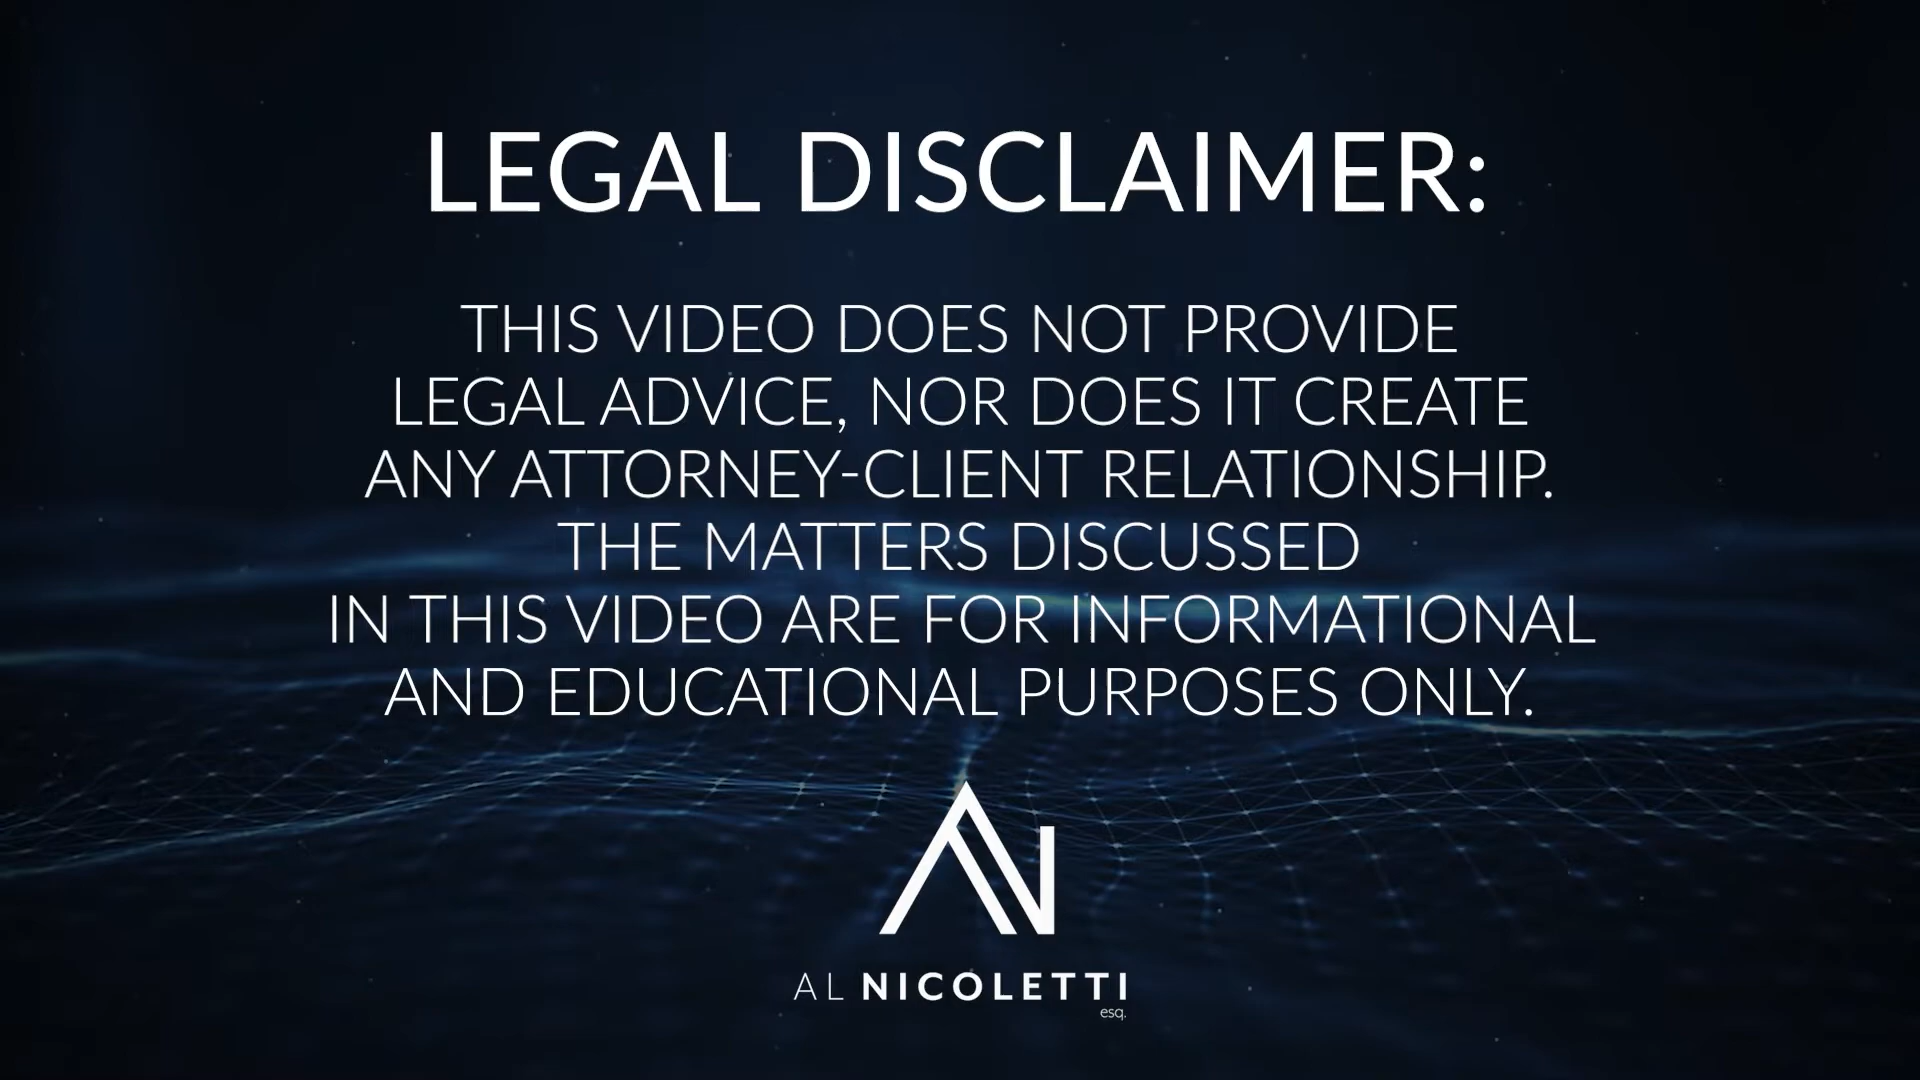 LEGAL DISCLAIMER:
THIS VIDEO DOES NOT PROVIDE
LEGAL ADVICE, NOR DOES IT CREATE
ANY ATTORNEY-CLIENT RELATIONSHIP.
THE MATTERS DISCUSSED
IN THIS VIDEO ARE FOR INFORMATIONAL
AND EDUCATIONAL PURPOSES ONLY.
AN
AL NICOLETTI
esq.